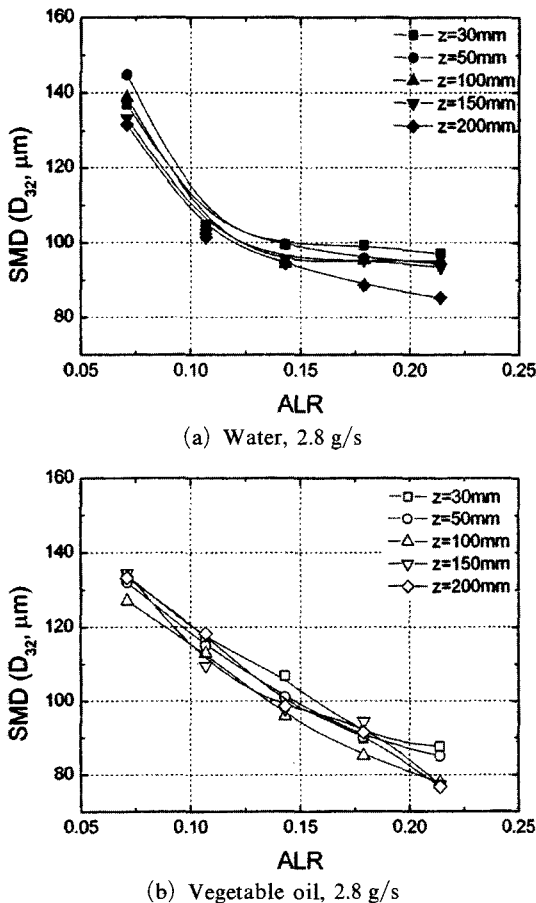 160
140
120
100
80
0.05 0.10 0.15 0.20 0.25
SMD (D32, μm)
ALR
z=30mm
z=50mm
z=100mm
z=150mm
z=200mm
(a) Water, 2.8 g/s
160
140
120
100
80
0.05 0.10 0.15 0.20 0.25
SMD (D32, μm)
ALR
z=30mm
z=50mm
z=100mm
z=150mm
z=200mm
(b) Vegetable oil, 2.8 g/s